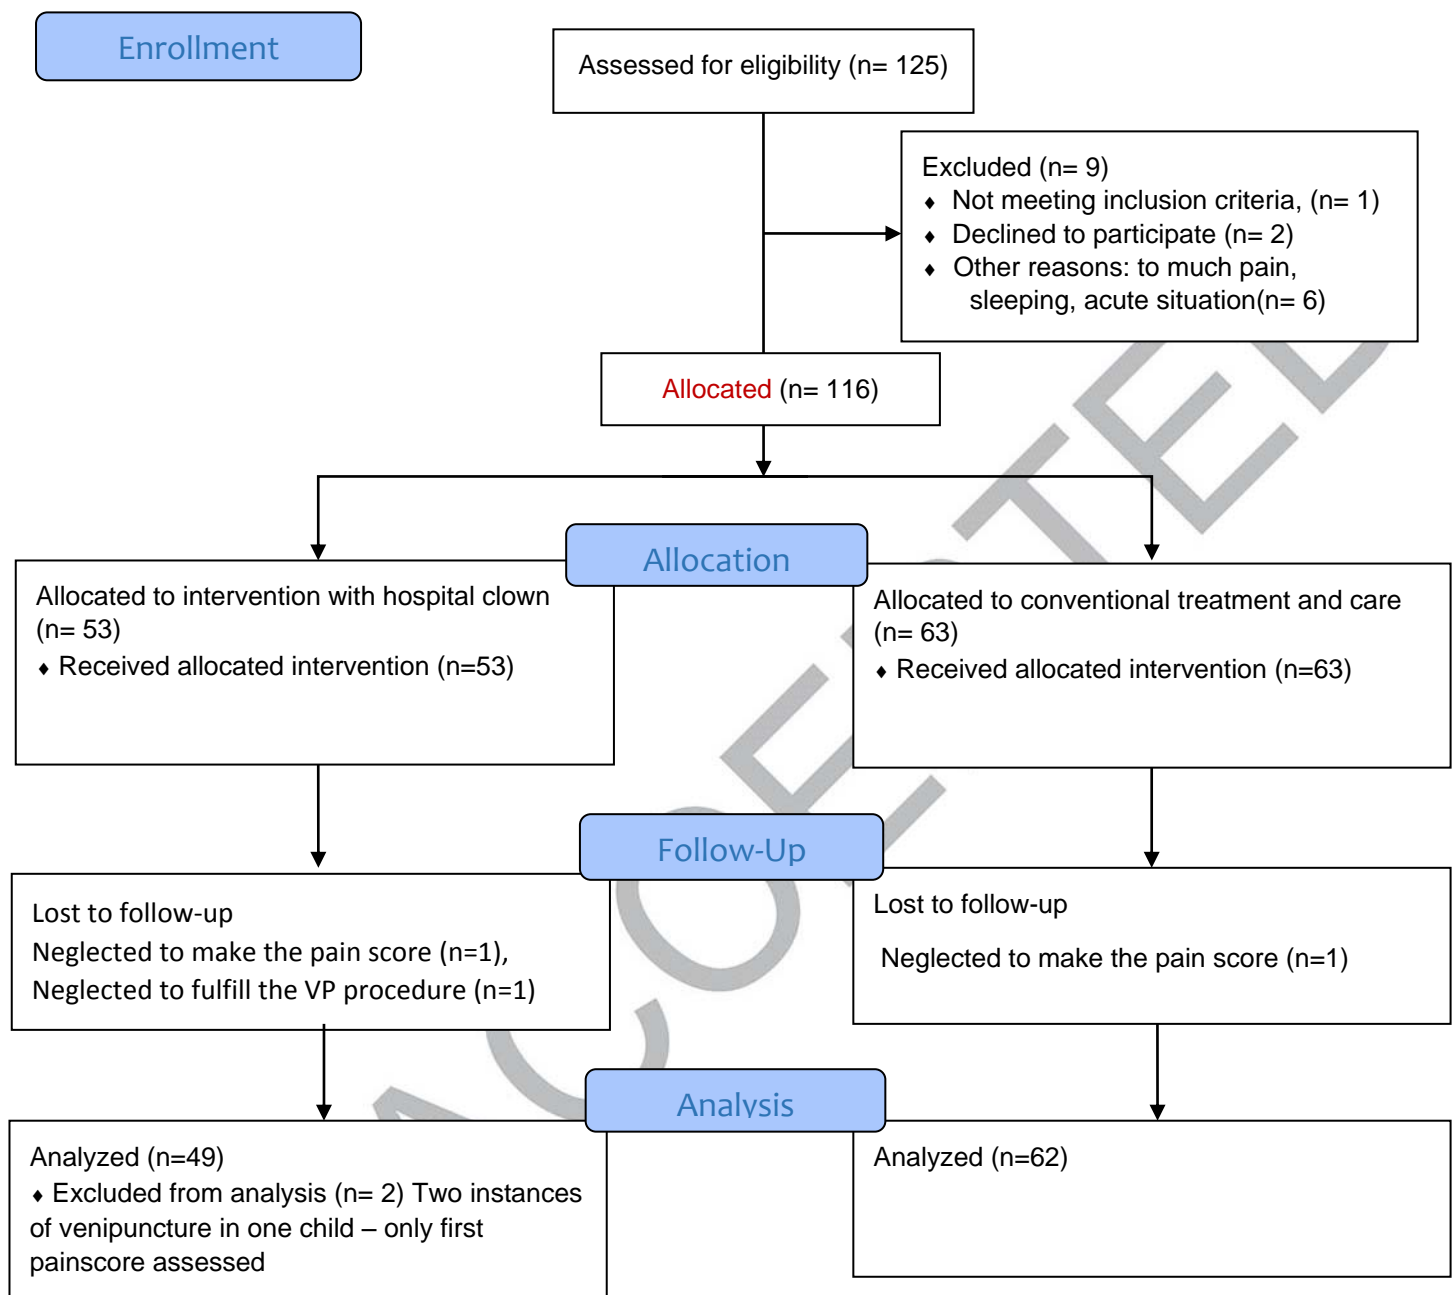 Enrollment
Assessed for eligibility (n= 125)
Excluded (n= 9)
♦ Not meeting inclusion criteria, (n= 1)
♦ Declined to participate (n= 2)
♦ Other reasons: to much pain,
sleeping, acute situation(n= 6)
Allocated (n= 116)
Allocation
Allocated to intervention with hospital clown
(n= 53)
♦ Received allocated intervention (n=53)
Allocated to conventional treatment and care
(n= 63)
♦ Received allocated intervention (n=63)
Follow-Up
Lost to follow-up
Neglected to make the pain score (n=1),
Neglected to fulfill the VP procedure (n=1)
Lost to follow-up
Neglected to make the pain score (n=1)
Analysis
Analyzed (n=49)
♦ Excluded from analysis (n= 2) Two instances
of venipuncture in one child – only first
painscore assessed
Analyzed (n=62)
ACCEPTED